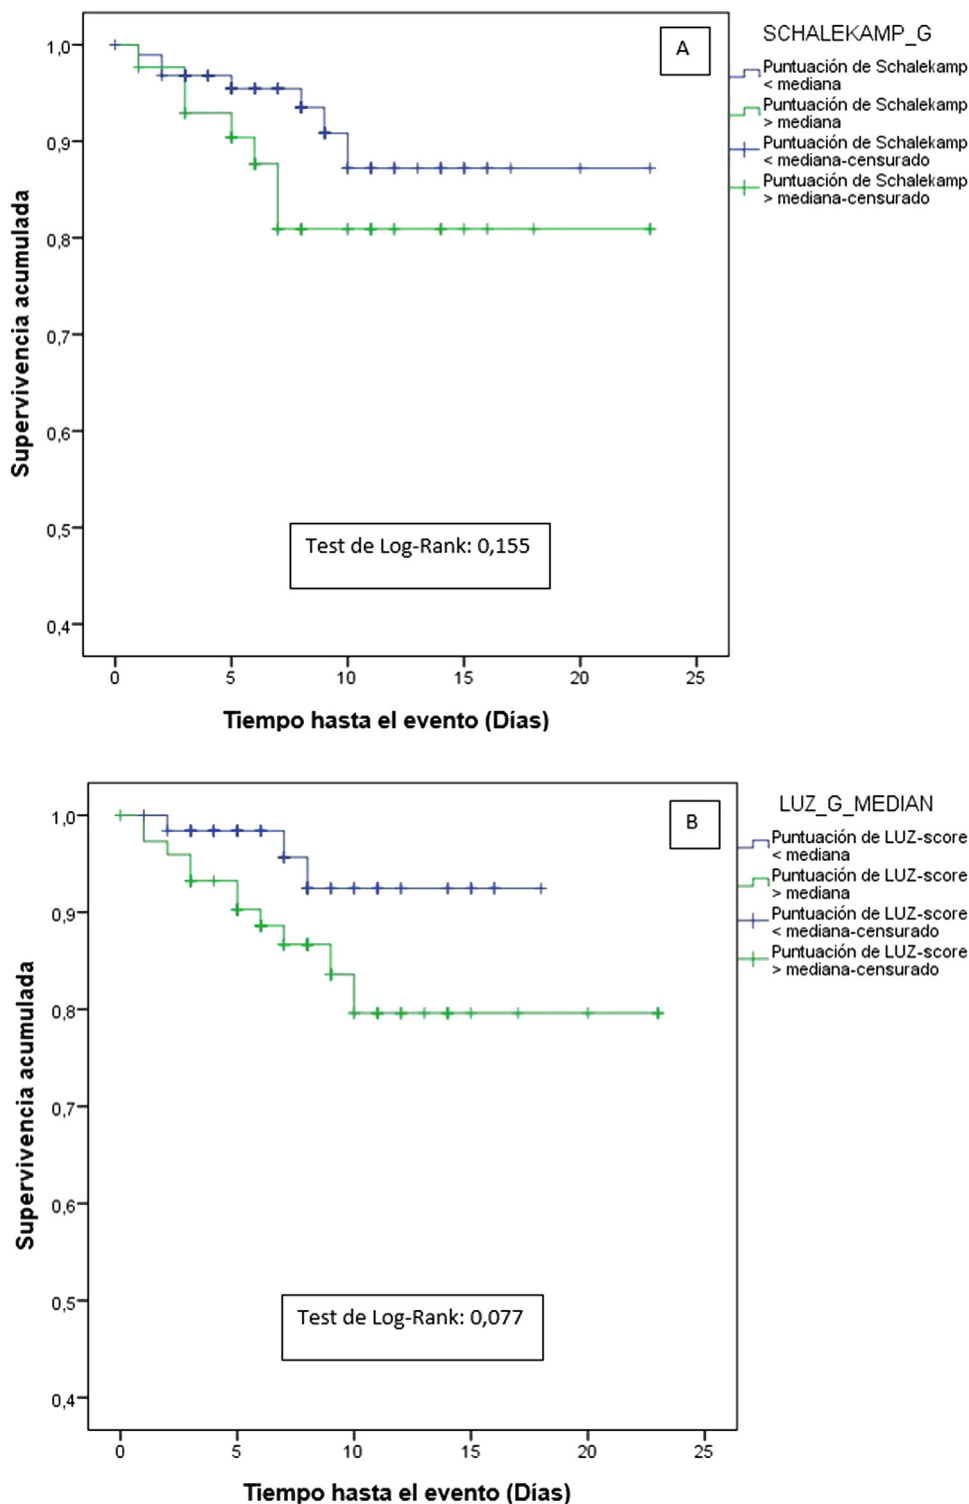 A
SCHALEKAMP_G
Puntuación de Schalekamp
< mediana
Puntuación de Schalekamp
> mediana
Puntuación de Schalekamp
< mediana-censurado
Puntuación de Schalekamp
> mediana-censurado
1,0
0,9
0,8
0,7
0,6
0,5
0,4
Supervivencia acumulada
Test de Log-Rank: 0,155
0 5 10 15 20 25
Tiempo hasta el evento (Días)
B
LUZ_G_MEDIAN
Puntuación de LUZ-score
< mediana
Puntuación de LUZ-score
> mediana
Puntuación de LUZ-score
< mediana-censurado
Puntuación de LUZ-score
> mediana-censurado
1,0
0,9
0,8
0,7
0,6
0,5
0,4
Supervivencia acumulada
Test de Log-Rank: 0,077
0 5 10 15 20 25
Tiempo hasta el evento (Días)